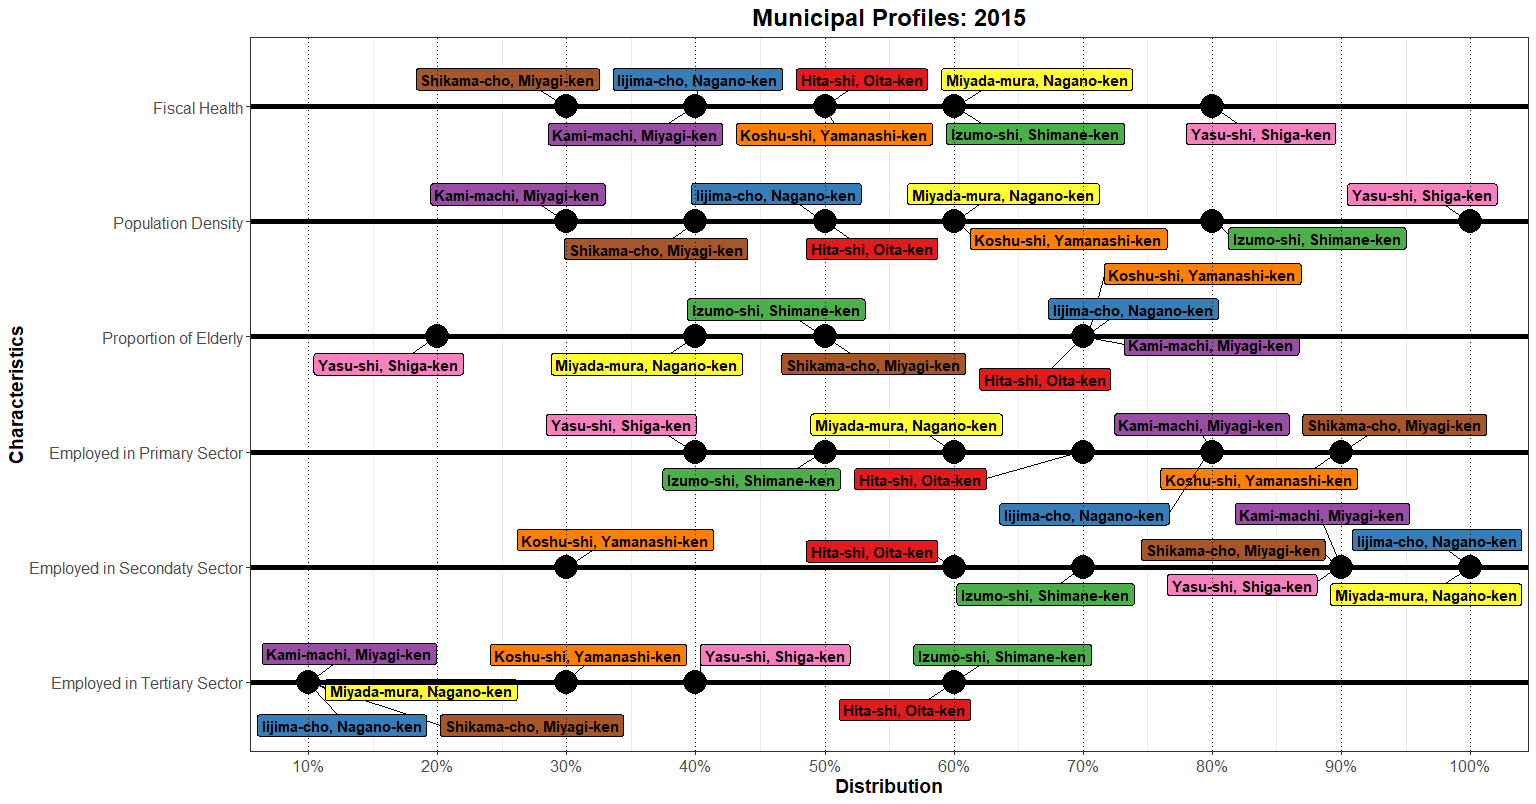 Municipal Profiles: 2015
Shikama-cho, Miyagi-ken
Iijima-cho, Nagano-ken
Hita-shi, Oita-ken
Miyada-mura, Nagano-ken
Fiscal Health
Kami-machi, Miyagi-ken
Koshu-shi, Yamanashi-ken
Izumo-shi, Shimane-ken
Yasu-shi, Shiga-ken
Kami-machi, Miyagi-ken
Iijima-cho, Nagano-ken
Miyada-mura, Nagano-ken
Yasu-shi, Shiga-ken
Population Density
Shikama-cho, Miyagi-ken
Hita-shi, Oita-ken
Koshu-shi, Yamanashi-ken
Izumo-shi, Shimane-ken
Koshu-shi, Yamanashi-ken
Izumo-shi, Shimane-ken
Iijima-cho, Nagano-ken
Proportion of Elderly
Kami-machi, Miyagi-ken
Yasu-shi, Shiga-ken
Miyada-mura, Nagano-ken
Shikama-cho, Miyagi-ken
Hita-shi, Oita-ken
Yasu-shi, Shiga-ken
Miyada-mura, Nagano-ken
Kami-machi, Miyagi-ken
Shikama-cho, Miyagi-ken
Employed in Primary Sector
Izumo-shi, Shimane-ken
Hita-shi, Oita-ken
Koshu-shi, Yamanashi-ken
Iijima-cho, Nagano-ken
Kami-machi, Miyagi-ken
Koshu-shi, Yamanashi-ken
Hita-shi, Oita-ken
Shikama-cho, Miyagi-ken
Iijima-cho, Nagano-ken
Employed in Secondaty Sector
Izumo-shi, Shimane-ken
Yasu-shi, Shiga-ken
Miyada-mura, Nagano-ken
Kami-machi, Miyagi-ken
Koshu-shi, Yamanashi-ken
Yasu-shi, Shiga-ken
Izumo-shi, Shimane-ken
Employed in Tertiary Sector
Miyada-mura, Nagano-ken
Hita-shi, Oita-ken
Iijima-cho, Nagano-ken
Shikama-cho, Miyagi-ken
10%
20%
30%
40%
50%
60%
70%
80%
90%
100%
Distribution
Characteristics